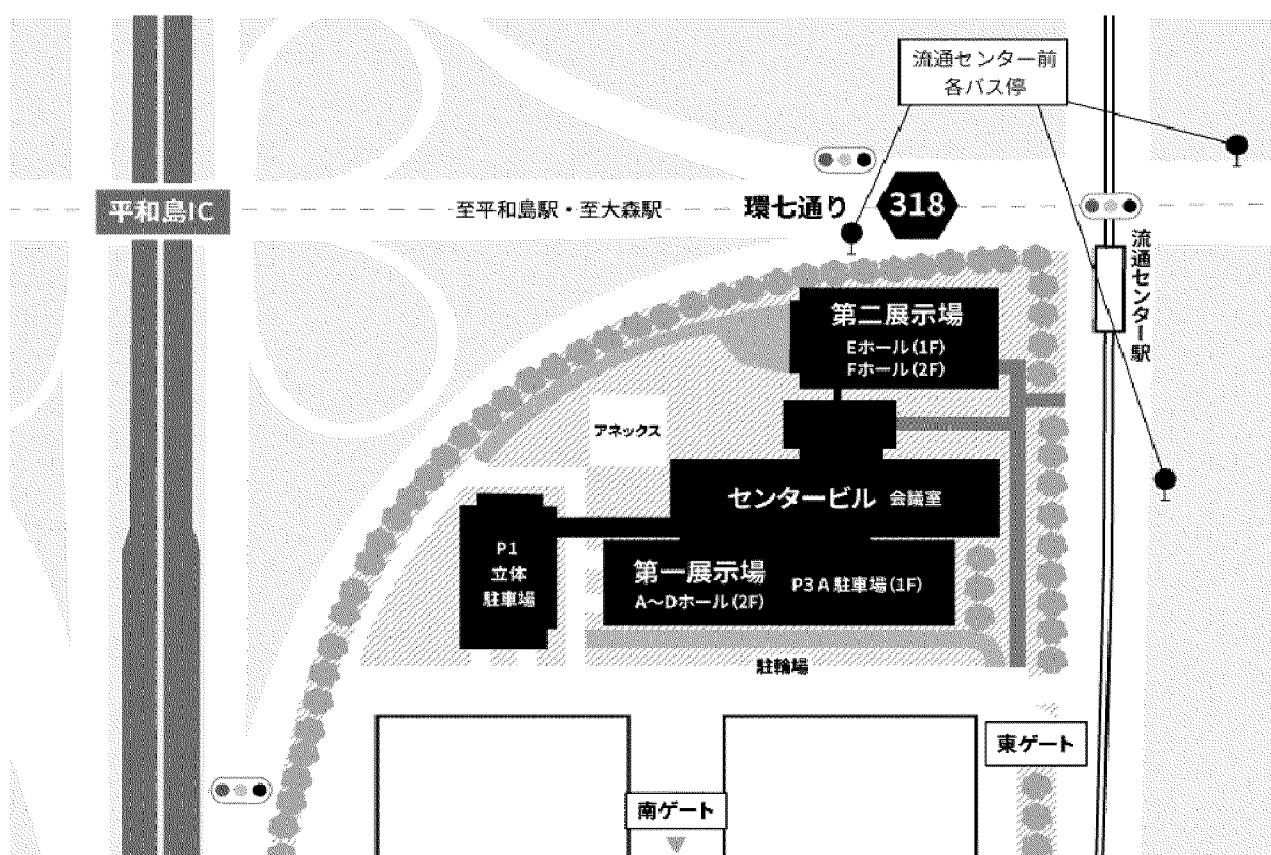 流通センター前
各バス停
平和島IC
至平和島駅・至大森駅
環七通り
318
流通センター駅
第二展示場
Eホール(1F)
Fホール(2F)
アネックス
センタービル 会議室
P1
立体
駐車場
第一展示場
A～Dホール(2F)
P3 A 駐車場(1F)
駐輪場
東ゲート
南ゲート